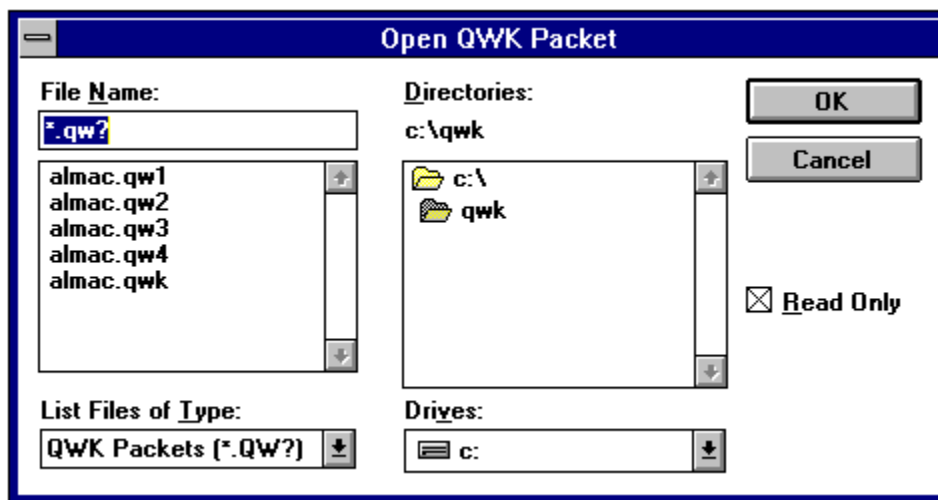 Open QWK Packet
File Name:
*.qw?
almac.qw1
almac.qw2
almac.qw3
almac.qw4
almac.qwk
List Files of Type:
QWK Packets (*.QW?)
Directories:
c:\qwk
c:\
qwk
Drives:
c:
OK
Cancel
Read Only